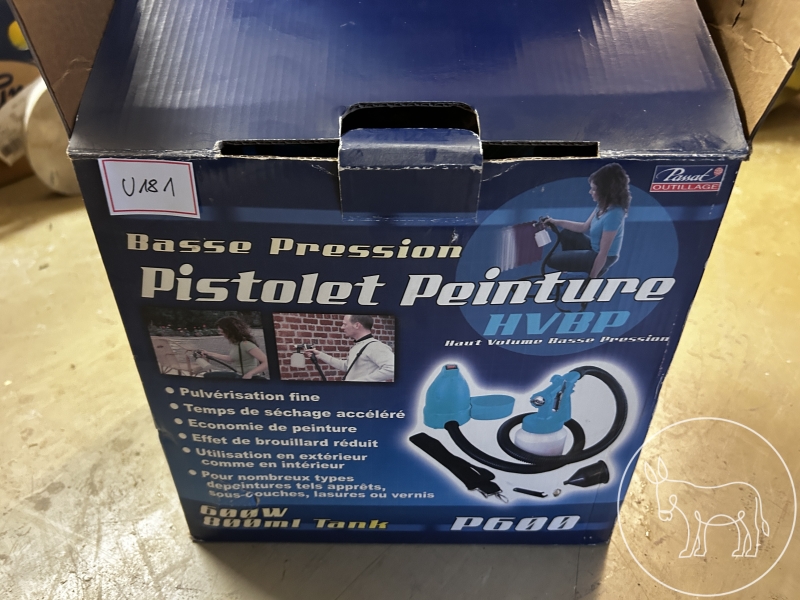 U181
Passat
OUTILLAGE
Basse Pression
Pistolet Peinture
HVBP
Haut Volume Basse Pression
• Pulvérisation fine
• Temps de séchage accéléré
• Economie de peinture
• Effet de brouillard réduit
• Utilisation en extérieur
comme en intérieur
• Pour nombreux types
depeintures tels apprêts,
sous-couches, lasures ou vernis
600W
800ml Tank
P600